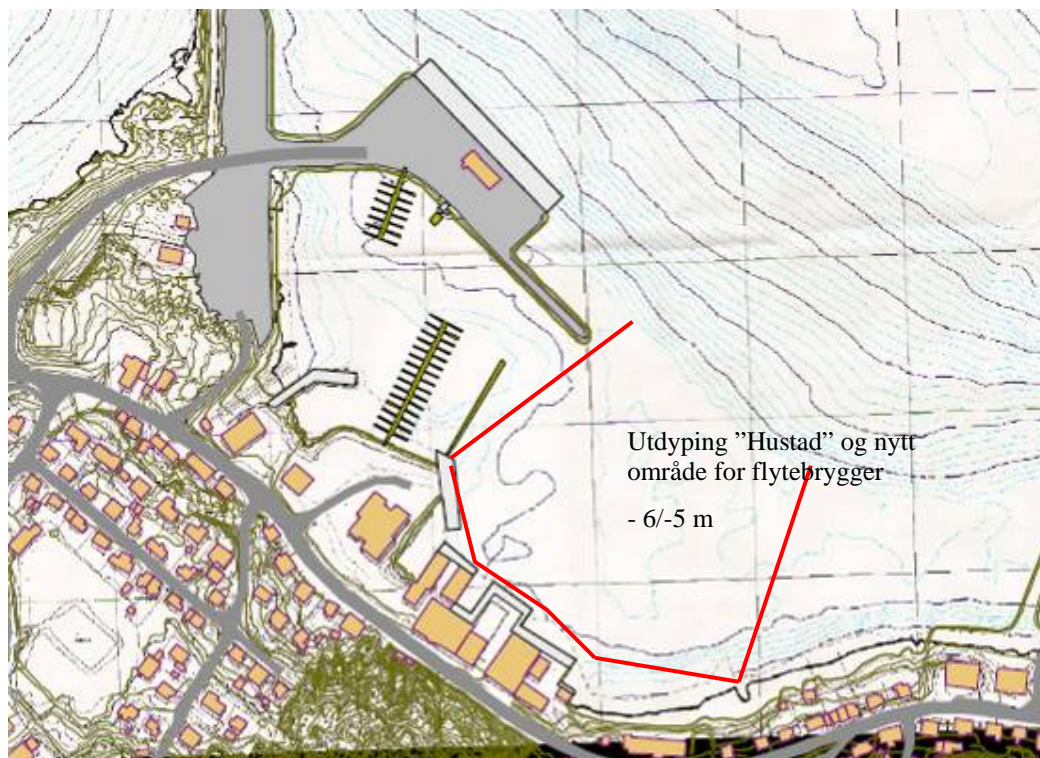 Utdyping ”Hustad” og nytt
område for flytebrygger
- 6/-5 m